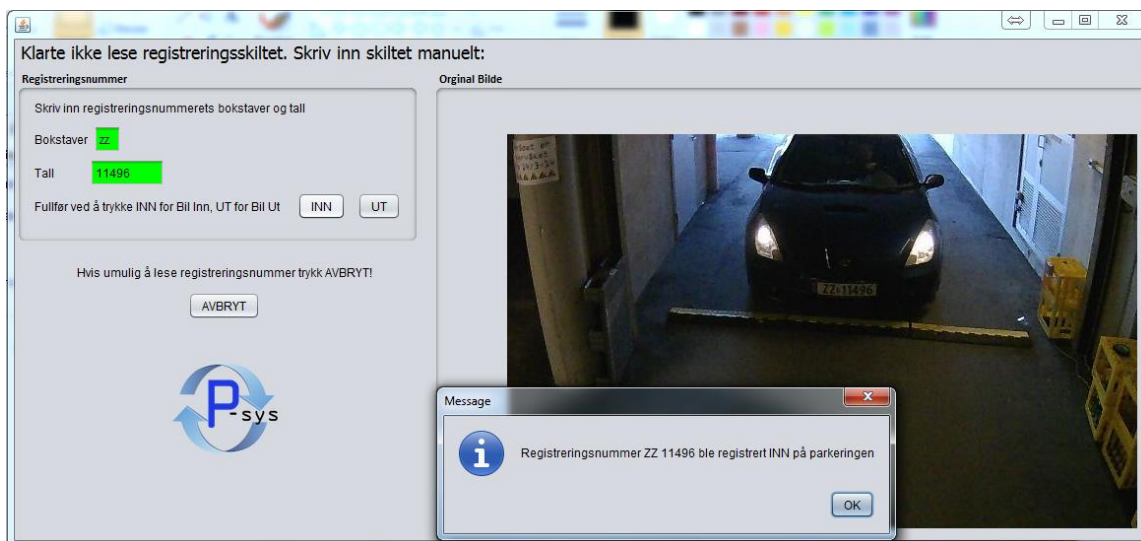 Klarte ikke lese registreringsskiltet. Skriv inn skiltet manuelt:
Registreringsnummer
Skriv inn registreringsnummerets bokstaver og tall
Bokstaver zz
Tall 11496
Fullfør ved å trykke INN for Bil Inn, UT for Bil Ut INN UT
Hvis umulig å lese registreringsnummer trykk AVBRYT!
AVBRYT
P-sys
Orginal Bilde
ZZ 11496
Message
Registreringsnummer ZZ 11496 ble registrert INN på parkeringen
OK